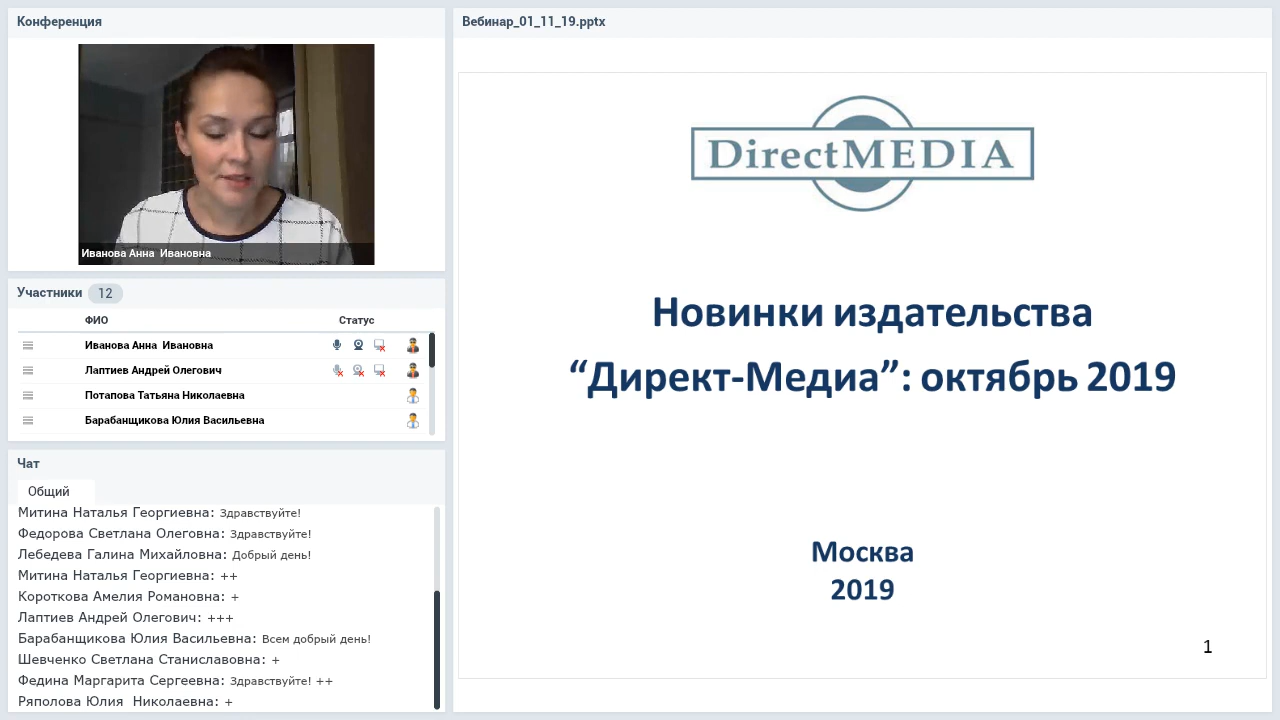 Конференция
Иванова Анна  Ивановна
Участники 12
ФИО Статус
Иванова Анна  Ивановна
Лаптиев Андрей Олегович
Потапова Татьяна Николаевна
Барабанщикова Юлия Васильевна
Чат
Общий
Митина Наталья Георгиевна: Здравствуйте!
Федорова Светлана Олеговна: Здравствуйте!
Лебедева Галина Михайловна: Добрый день!
Митина Наталья Георгиевна: ++
Короткова Амелия Романовна: +
Лаптиев Андрей Олегович: +++
Барабанщикова Юлия Васильевна: Всем добрый день!
Шевченко Светлана Станиславовна: +
Федина Маргарита Сергеевна: Здравствуйте! ++
Ряполова Юлия  Николаевна: +
Вебинар_01_11_19.pptx
DirectMEDIA
Новинки издательства
“Директ-Медиа”: октябрь 2019
Москва
2019
1